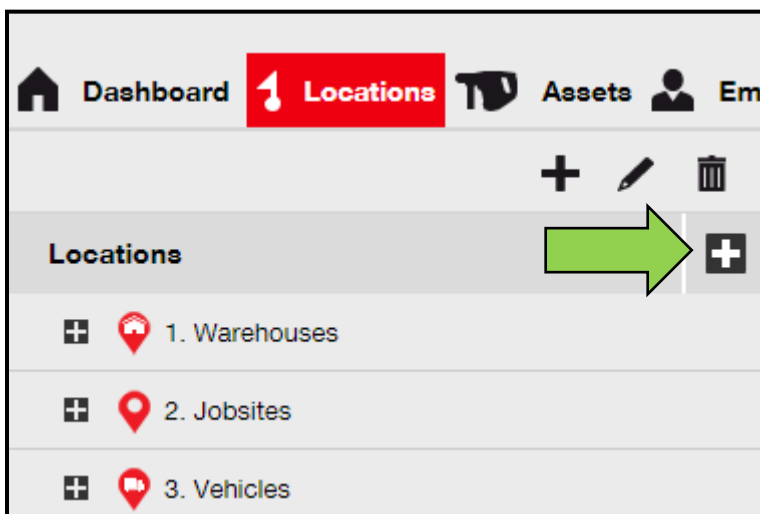 Dashboard Locations Assets Em
Locations
1. Warehouses
2. Jobsites
3. Vehicles